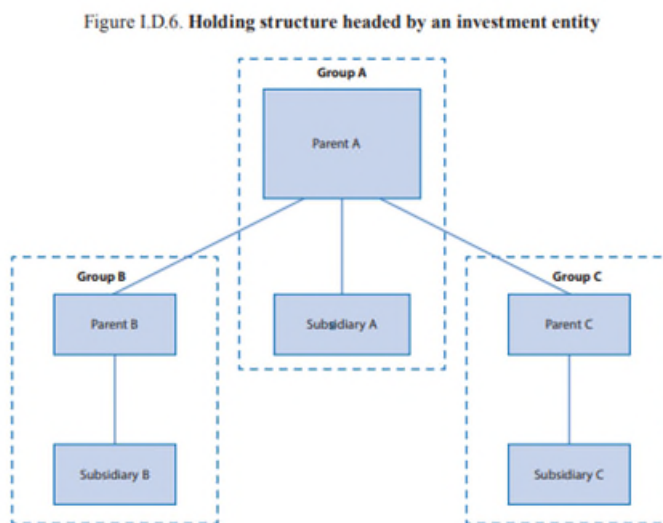 Figure I.D.6. Holding structure headed by an investment entity
Group A
Parent A
Group B
Group C
Parent B
Subsidiary A
Parent C
Subsidiary B
Subsidiary C